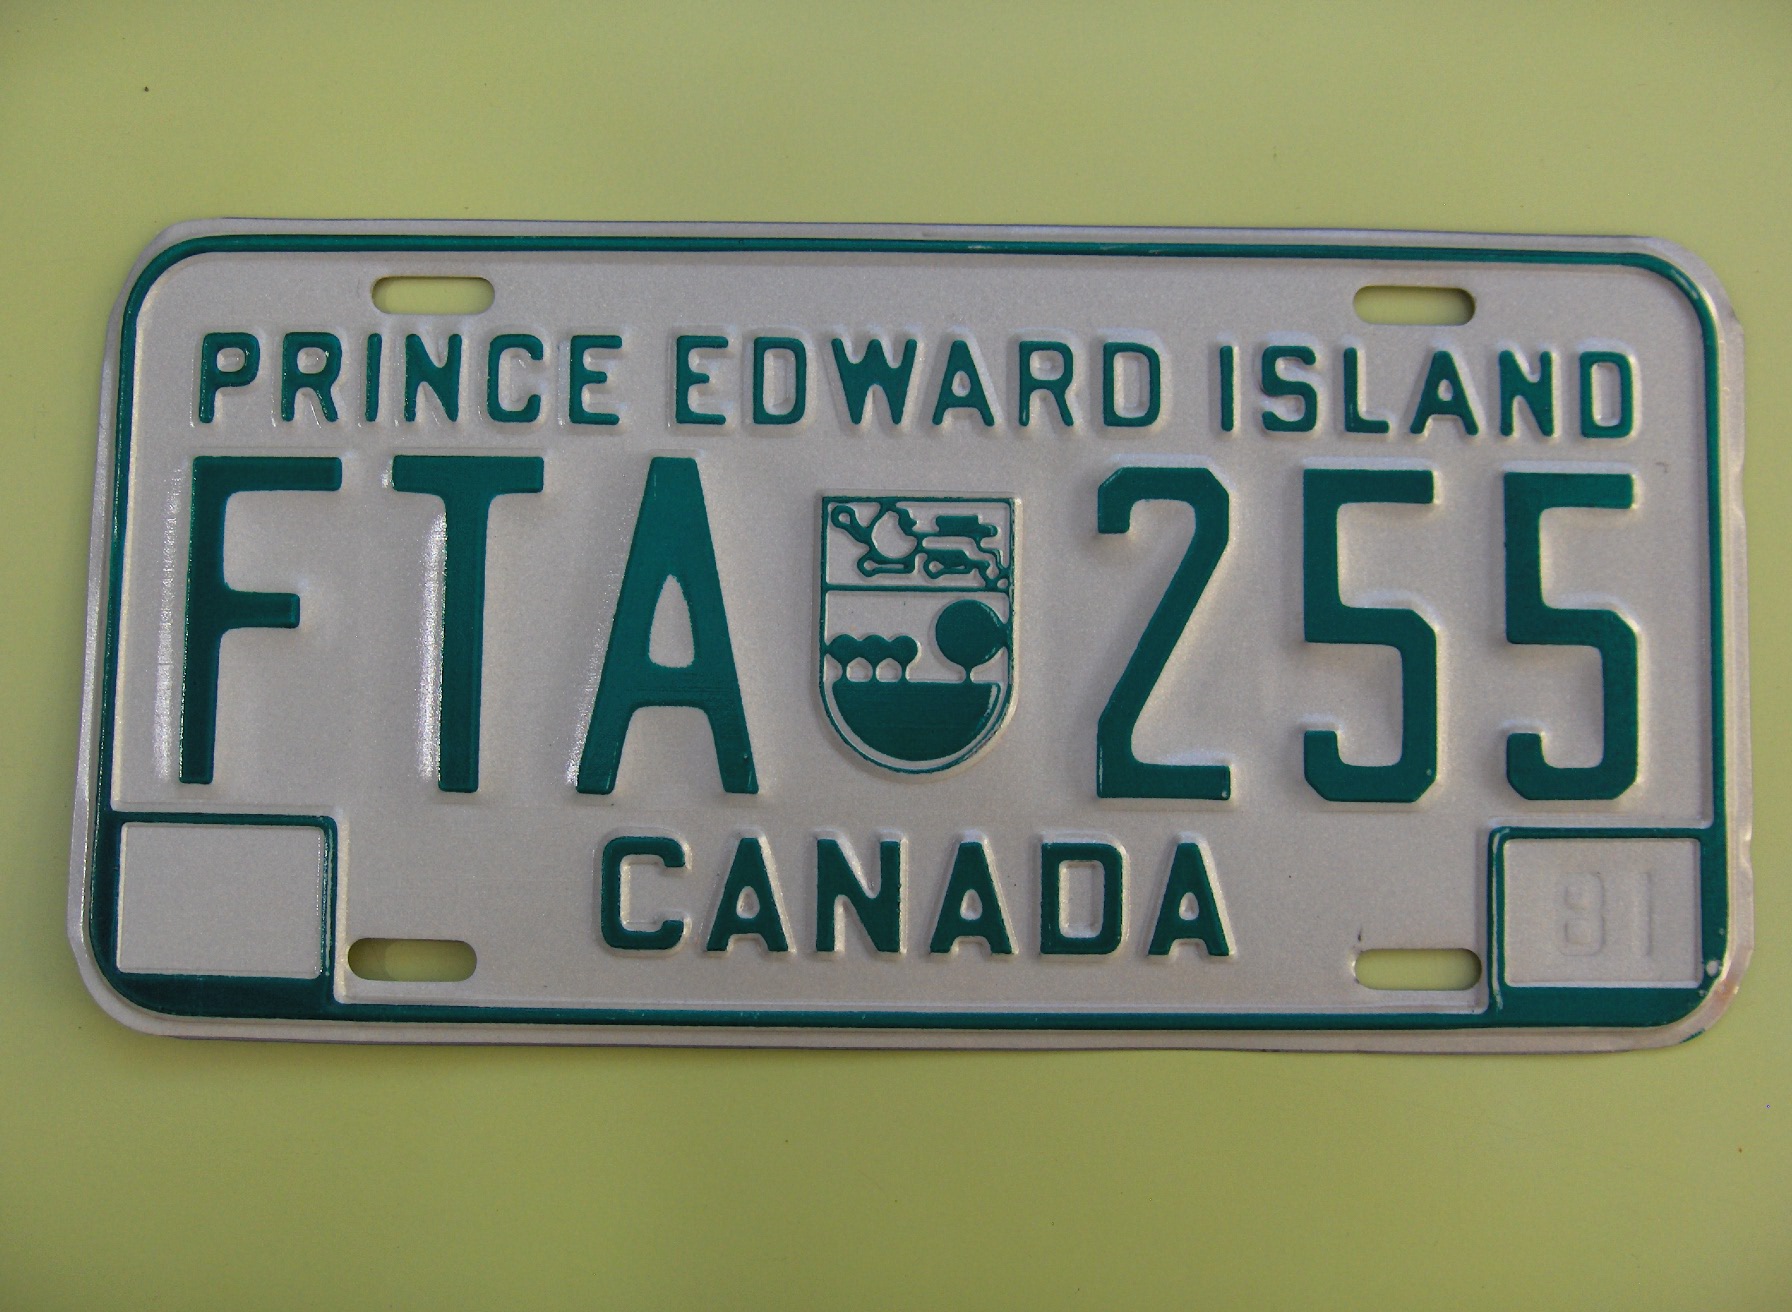 PRINCE EDWARD ISLAND
FTA 255
CANADA
81